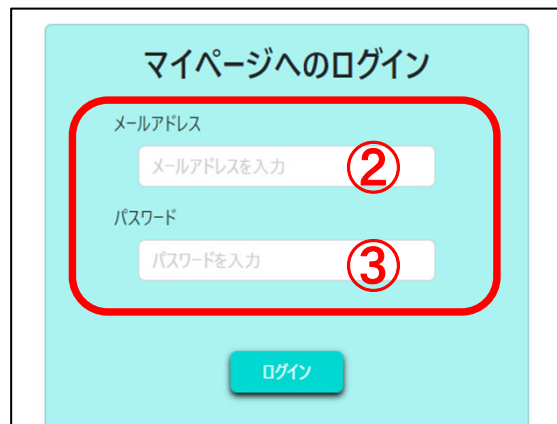 マイページへのログイン
メールアドレス
メールアドレスを入力 ②
パスワード
パスワードを入力 ③
ログイン